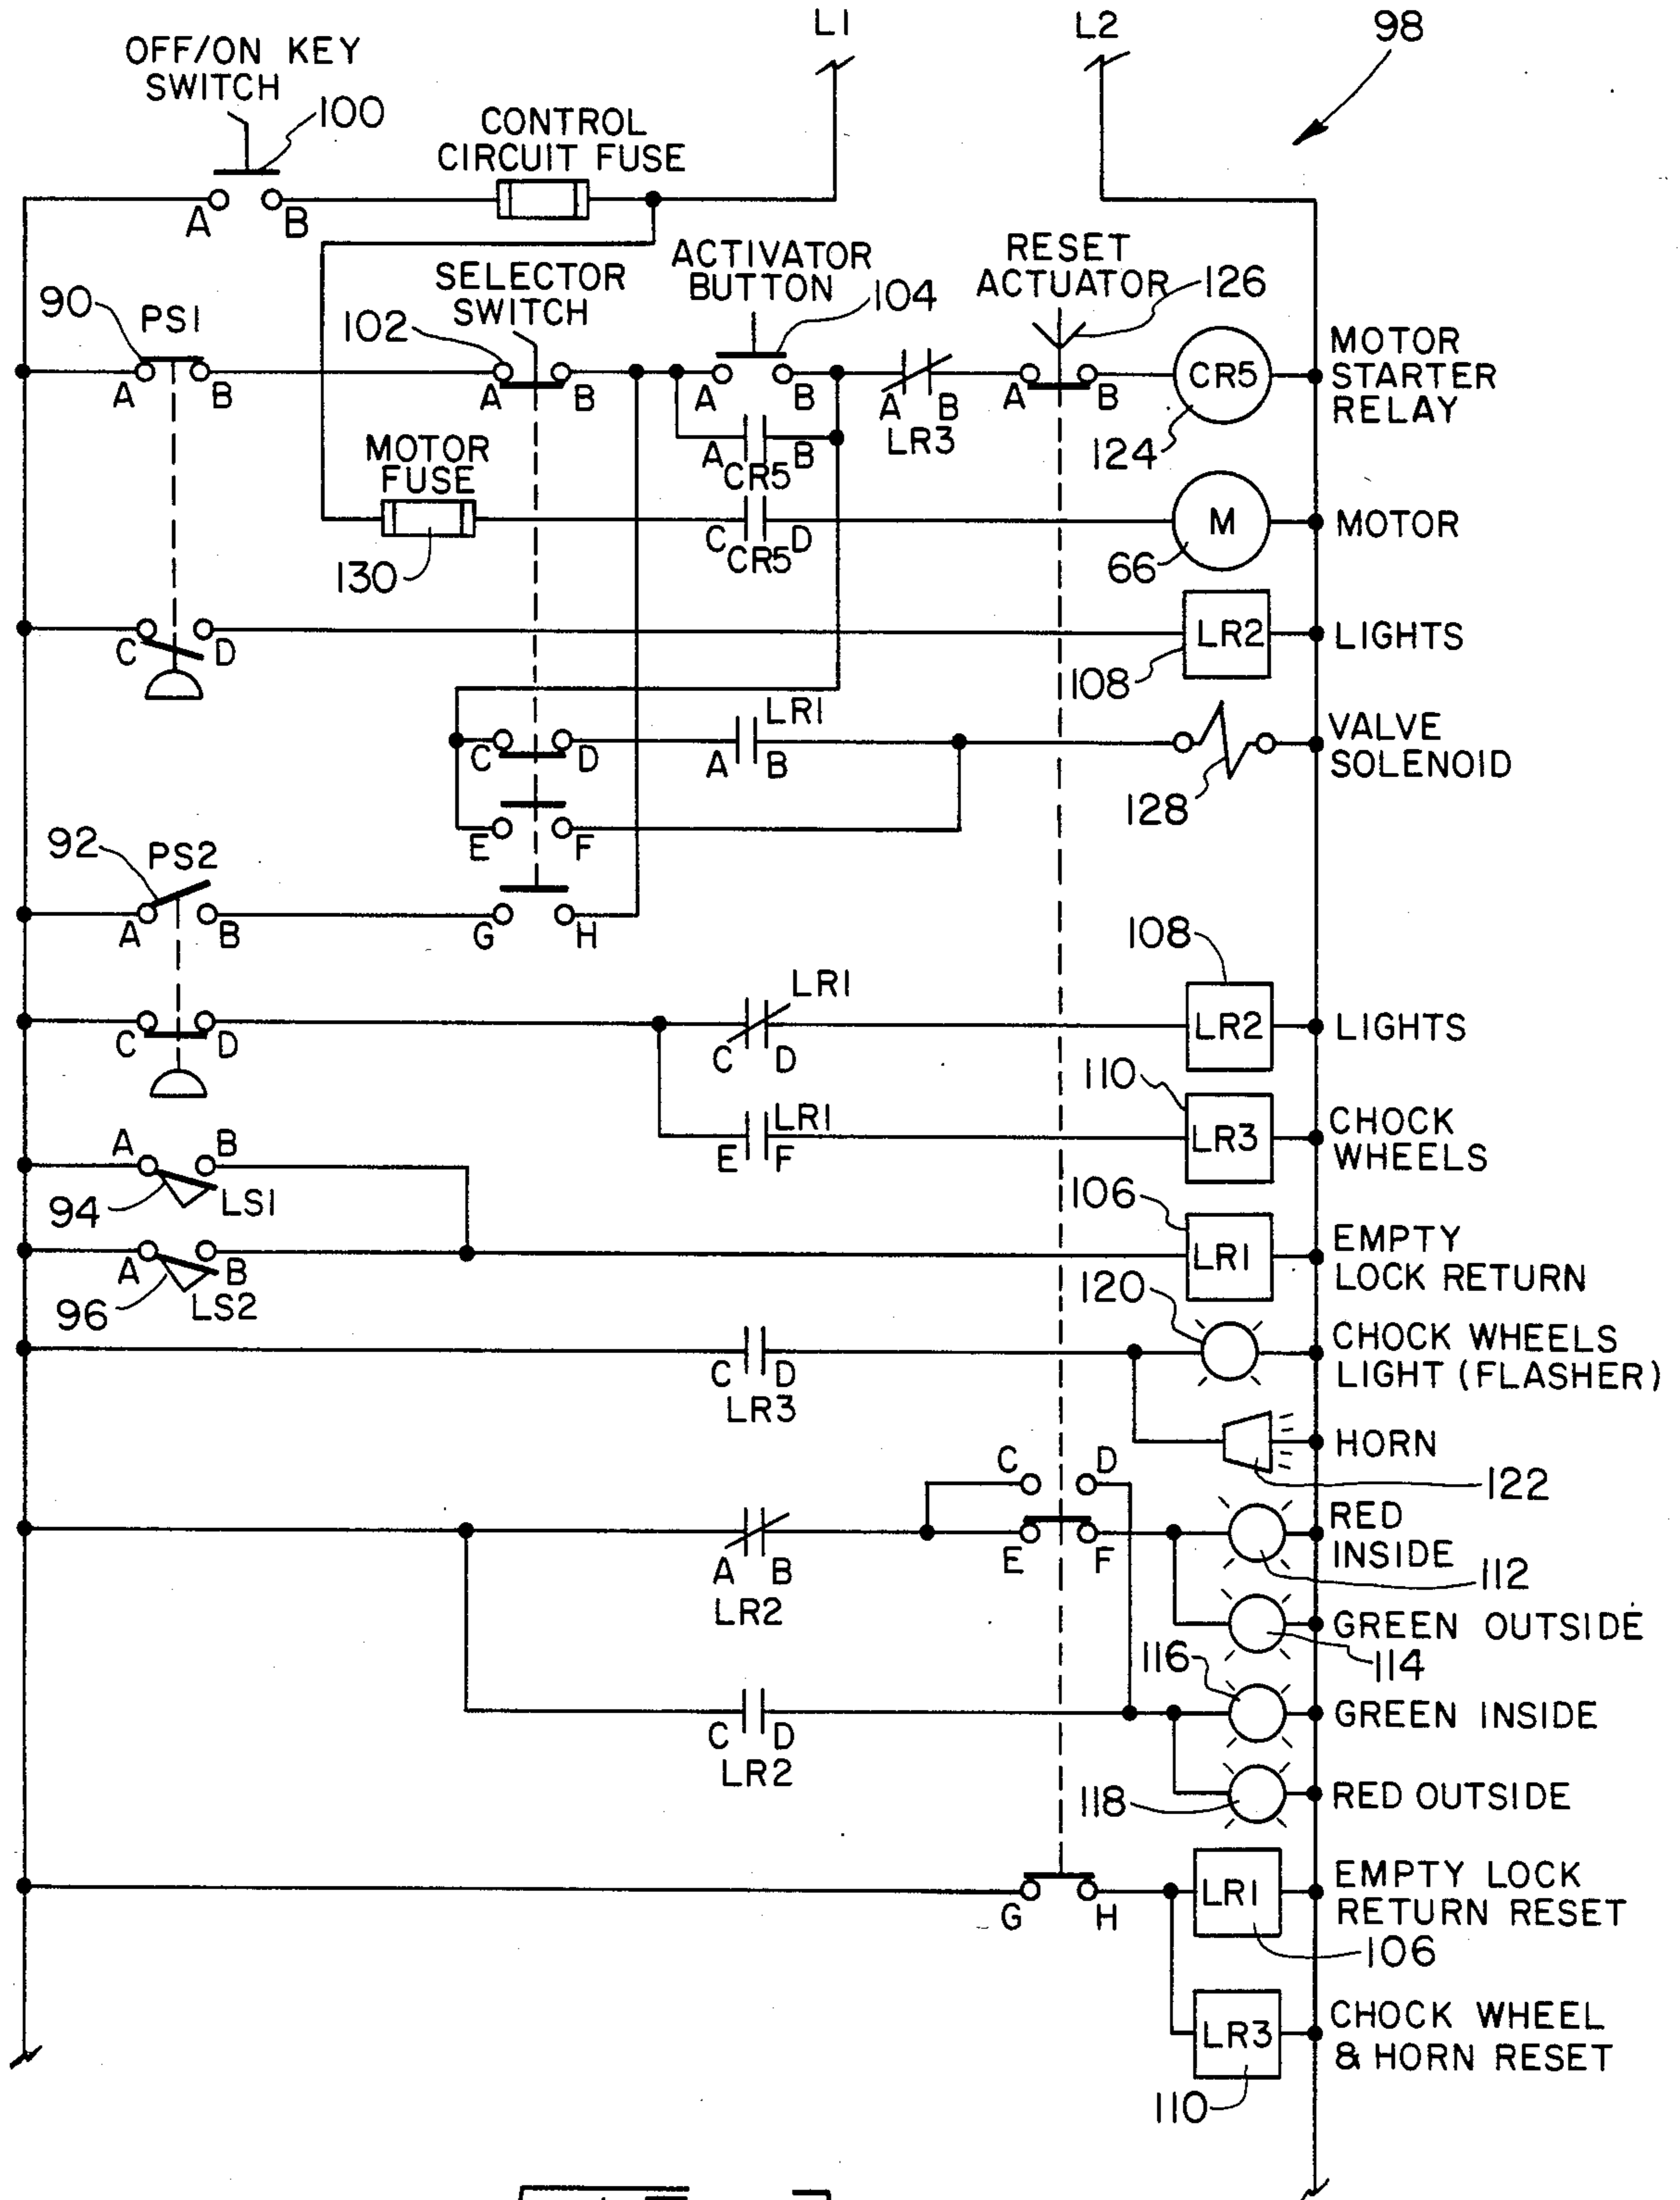 L1
L2
98
OFF/ON KEY
SWITCH
100
CONTROL
CIRCUIT FUSE
A
B
SELECTOR
SWITCH
ACTIVATOR
BUTTON
104
RESET
ACTUATOR
126
90
PS1
102
A
B
A
B
A
B
A
B
LR3
A
B
CR5
124
MOTOR
STARTER
RELAY
A
B
CR5
MOTOR
FUSE
130
C
D
CR5
M
66
MOTOR
C
D
LR2
108
LIGHTS
C
D
LR1
A
B
128
VALVE
SOLENOID
E
F
92
PS2
A
B
G
H
C
D
LR1
C
D
108
LR2
LIGHTS
LR1
E
F
110
LR3
CHOCK
WHEELS
A
B
94
LS1
A
B
96
LS2
106
LR1
EMPTY
LOCK RETURN
C
D
LR3
120
CHOCK WHEELS
LIGHT (FLASHER)
HORN
122
C
D
A
B
LR2
E
F
RED
INSIDE
112
GREEN OUTSIDE
114
C
D
LR2
116
GREEN INSIDE
118
RED OUTSIDE
G
H
LR1
106
EMPTY LOCK
RETURN RESET
LR3
110
CHOCK WHEEL
& HORN RESET